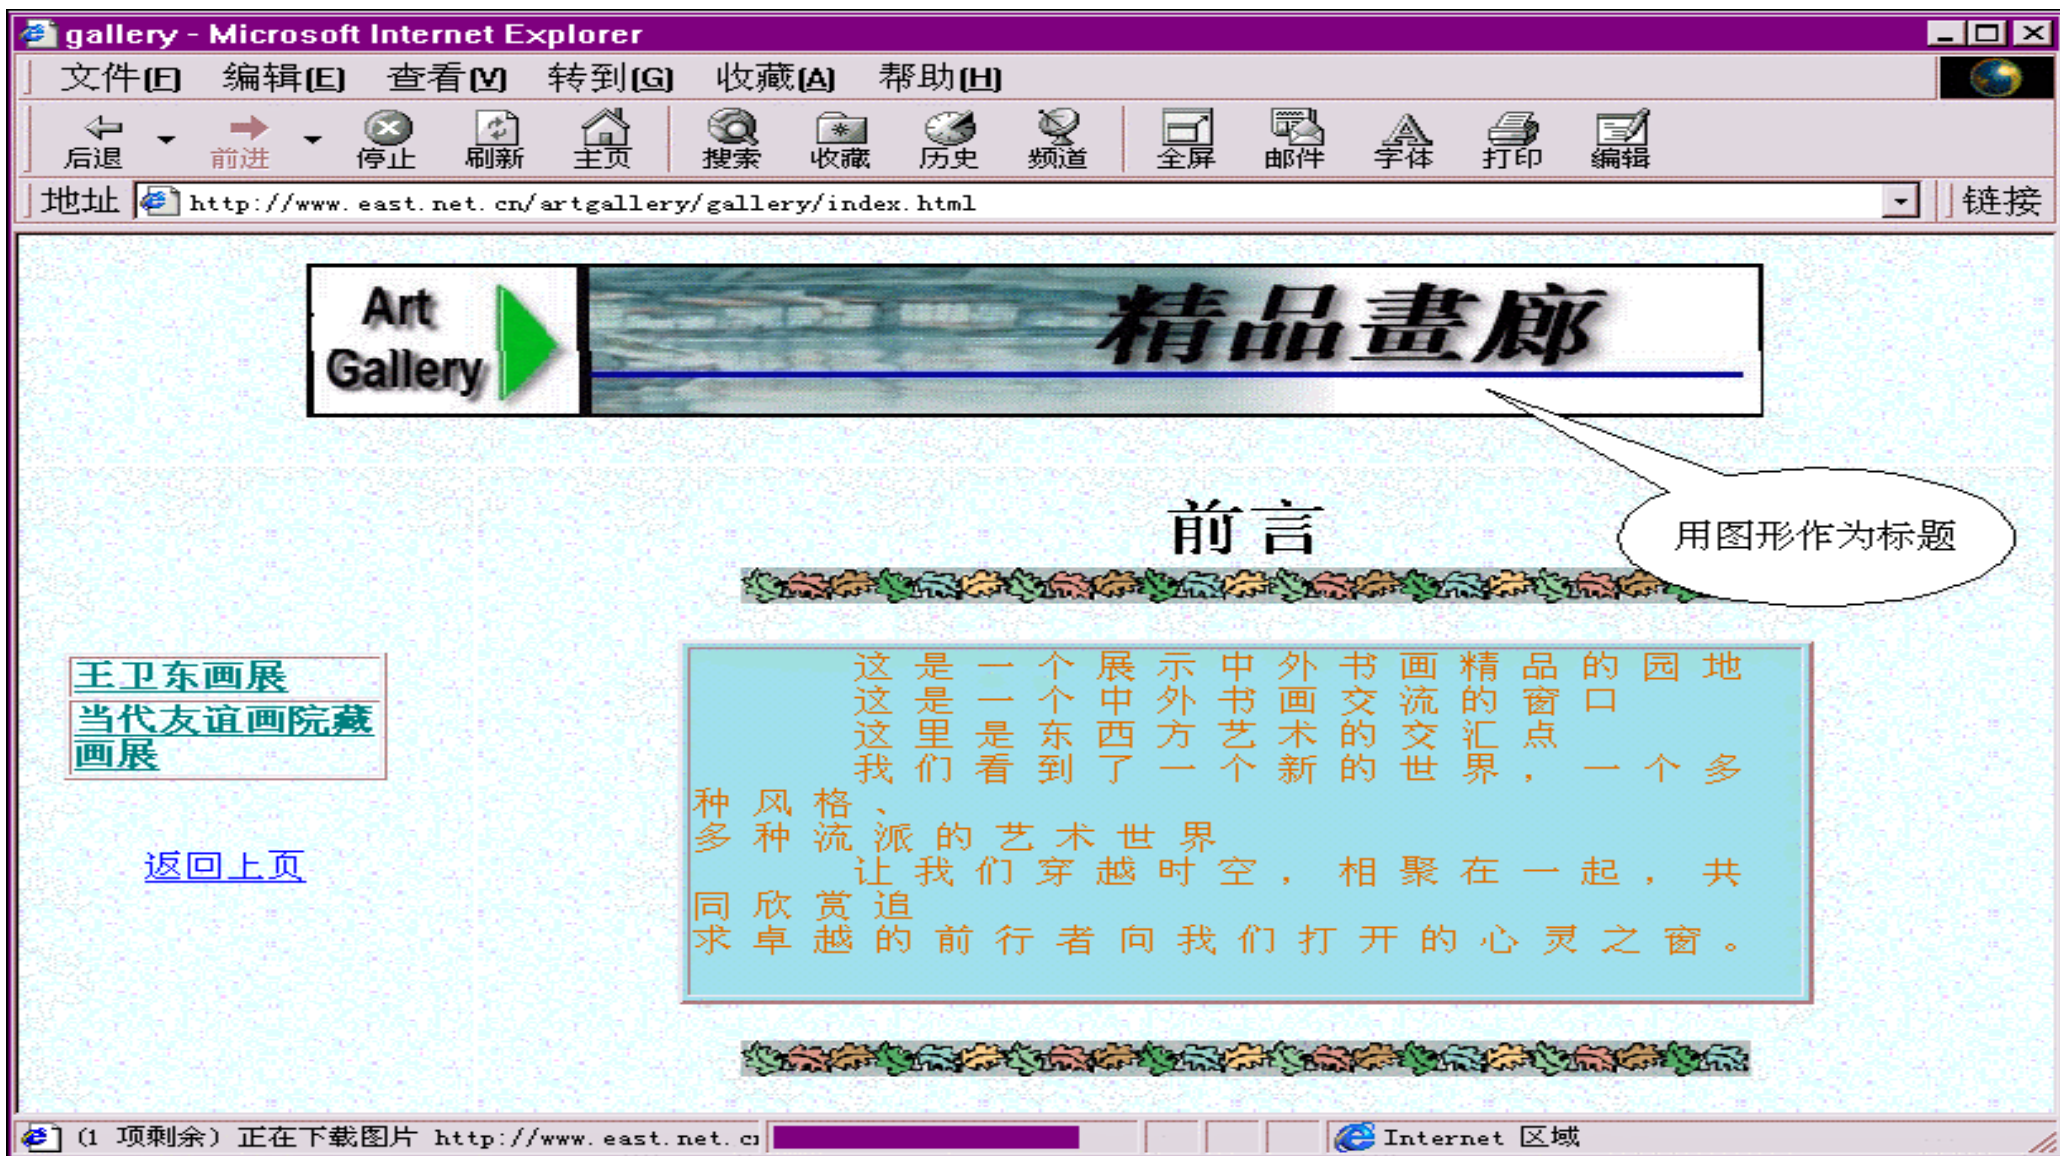 gallery - Microsoft Internet Explorer
文件(F) 编辑(E) 查看(V) 转到(G) 收藏(A) 帮助(H)
后退 前进 停止 刷新 主页 搜索 收藏 历史 频道 全屏 邮件 字体 打印 编辑
地址 http://www.east.net.cn/artgallery/gallery/index.html 链接
Art
Gallery
精品畫廊
用图形作为标题
前言
王卫东画展
当代友谊画院藏
画展
返回上页
这是一个展示中外书画精品的园地
这是一个中外书画交流的窗口
这里是东西方艺术的交汇点
我们看到了一个新的世界，一个多
种风格、
多种流派的艺术世界
让我们穿越时空，相聚在一起，共
同欣赏追
求卓越的前行者向我们打开的心灵之窗。
(1 项剩余) 正在下载图片 http://www.east.net.c
Internet 区域